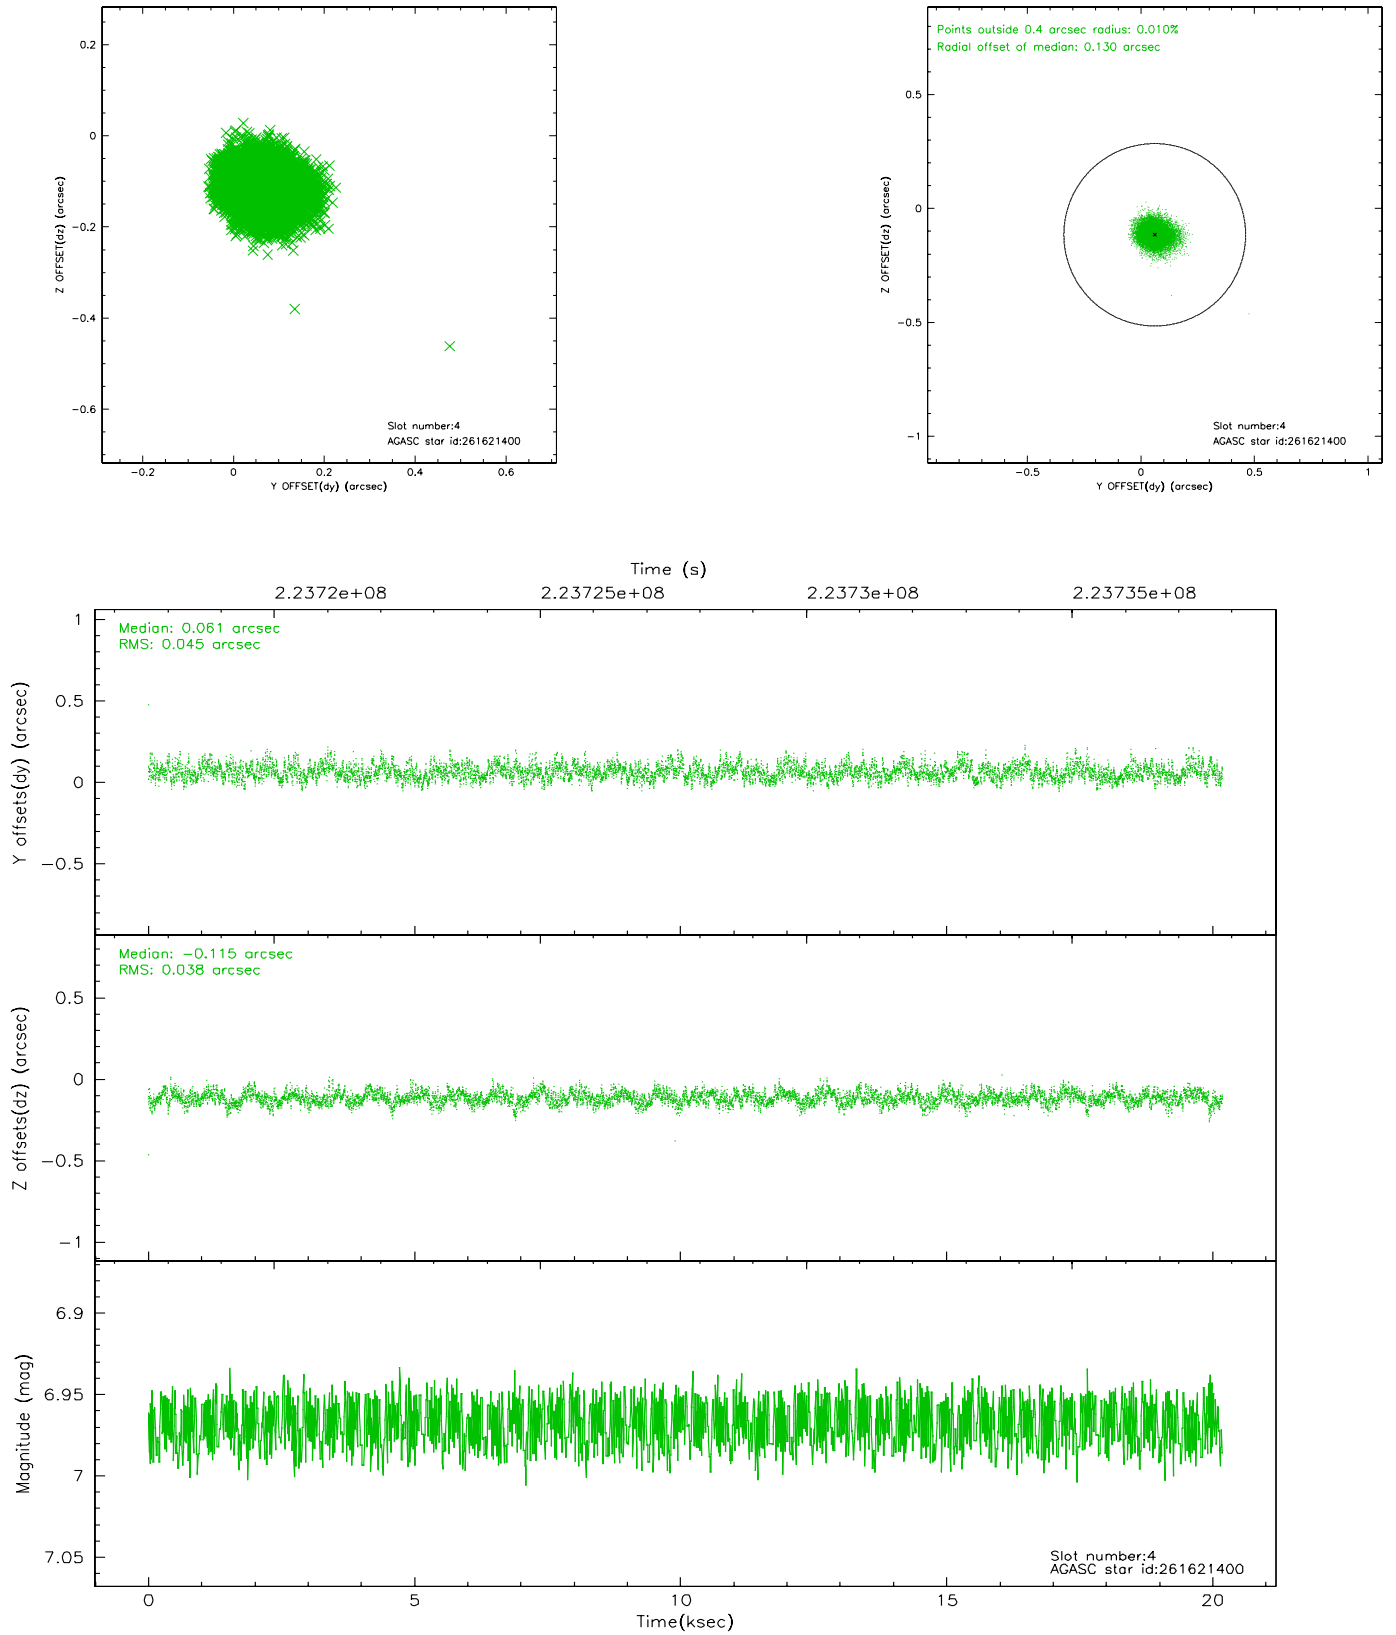 0.2
0
−0.2
−0.4
−0.6
Z OFFSET(dz) (arcsec)
Slot number:4
AGASC star id:261621400
−0.2 0 0.2 0.4 0.6
Y OFFSET(dy) (arcsec)
Points outside 0.4 arcsec radius: 0.010%
Radial offset of median: 0.130 arcsec
0.5
0
−0.5
−1
Z OFFSET(dz) (arcsec)
Slot number:4
AGASC star id:261621400
−0.5 0 0.5 1
Y OFFSET(dy) (arcsec)
Time (s)
2.2372e+08 2.23725e+08 2.2373e+08 2.23735e+08
Median: 0.061 arcsec
RMS: 0.045 arcsec
1
0.5
0
−0.5
Y offsets(dy) (arcsec)
Median: −0.115 arcsec
RMS: 0.038 arcsec
0.5
0
−0.5
−1
Z offsets(dz) (arcsec)
6.9
6.95
7
7.05
Magnitude (mag)
Slot number:4
AGASC star id:261621400
0 5 10 15 20
Time(ksec)